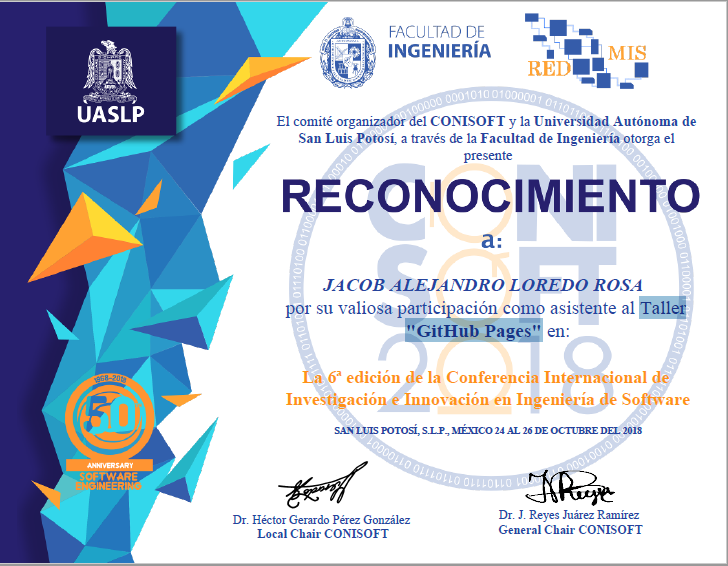 UASLP
FACULTAD DE
INGENIERÍA
RED MIS
El comité organizador del CONISOFT y la Universidad Autónoma de
San Luis Potosí, a través de la Facultad de Ingeniería otorga el
presente
RECONOCIMIENTO
a:
JACOB ALEJANDRO LOREDO ROSA
por su valiosa participación como asistente al Taller
"GitHub Pages" en:
La 6ª edición de la Conferencia Internacional de
Investigación e Innovación en Ingeniería de Software
SAN LUIS POTOSÍ, S.L.P., MÉXICO 24 AL 26 DE OCTUBRE DEL 2018
CONI
SOFT
2018
1968-2018
50
ANNIVERSARY
SOFTWARE
ENGINEERING
Dr. Héctor Gerardo Pérez González
Local Chair CONISOFT
Dr. J. Reyes Juárez Ramírez
General Chair CONISOFT